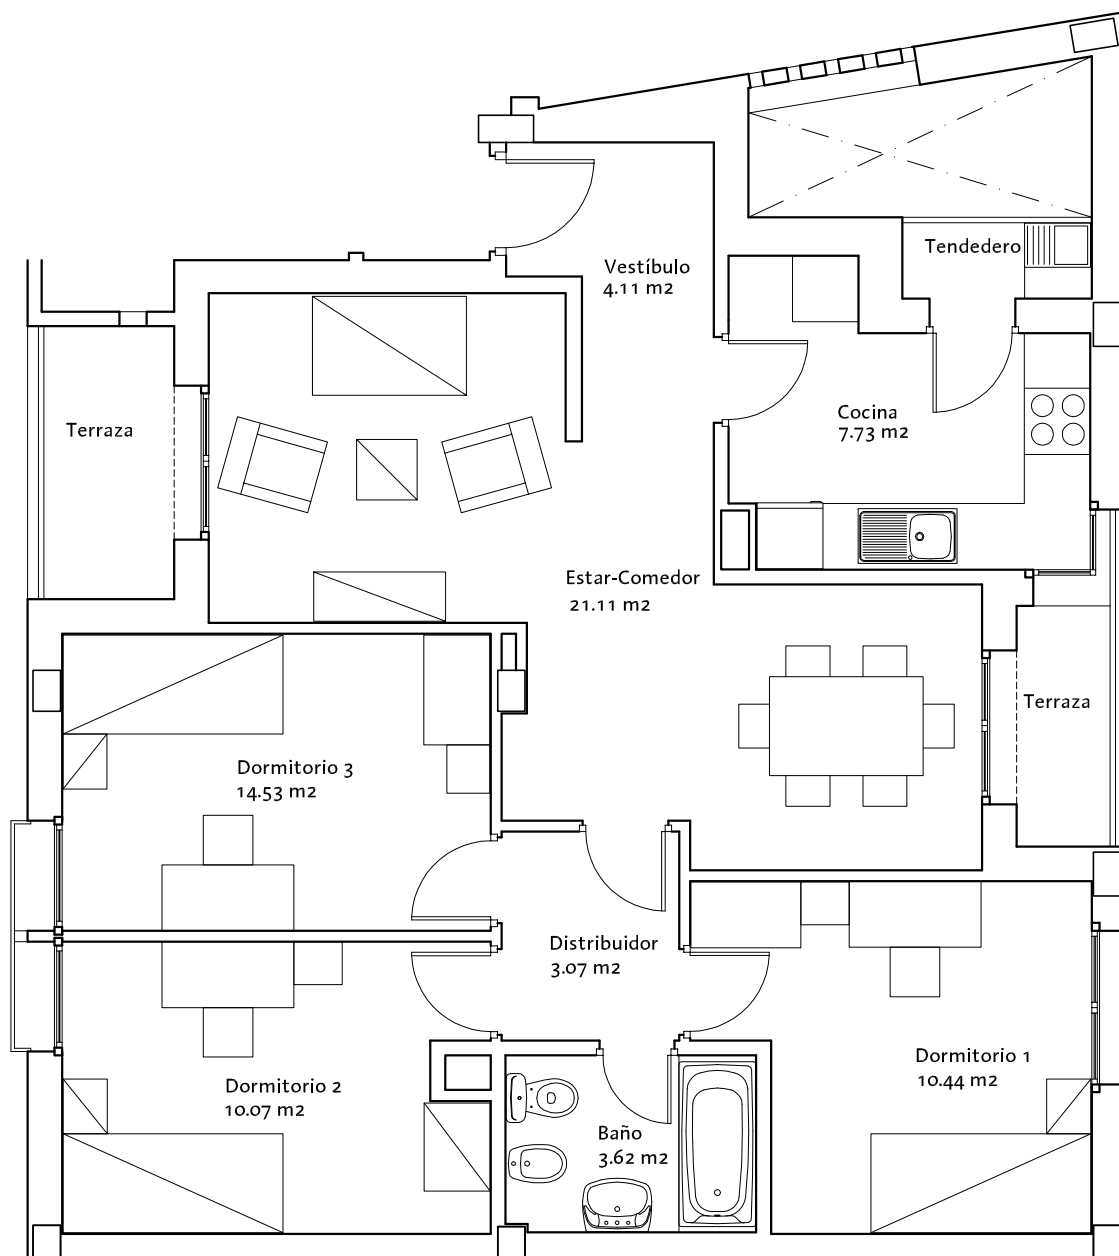 Tendedero
Vestíbulo
4.11 m2
Cocina
7.73 m2
Terraza
Estar-Comedor
21.11 m2
Terraza
Dormitorio 3
14.53 m2
Distribuidor
3.07 m2
Dormitorio 1
10.44 m2
Dormitorio 2
10.07 m2
Baño
3.62 m2